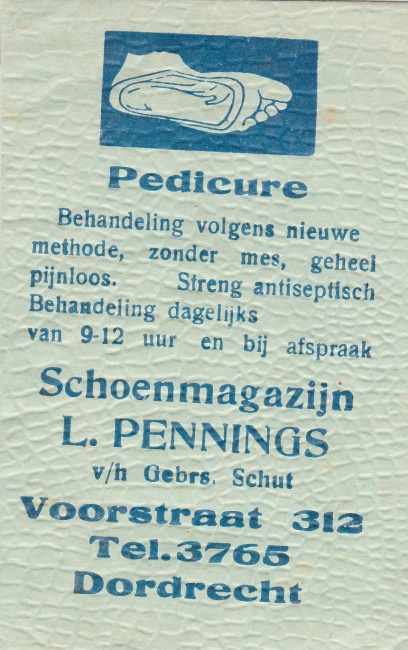 Pedicure
Behandeling volgens nieuwe
methode, zonder mes, geheel
pijnloos. Streng antiseptisch
Behandeling dagelijks
van 9-12 uur en bij afspraak
Schoenmagazijn
L. PENNINGS
v/h Gebrs. Schut
Voorstraat 312
Tel.3765
Dordrecht